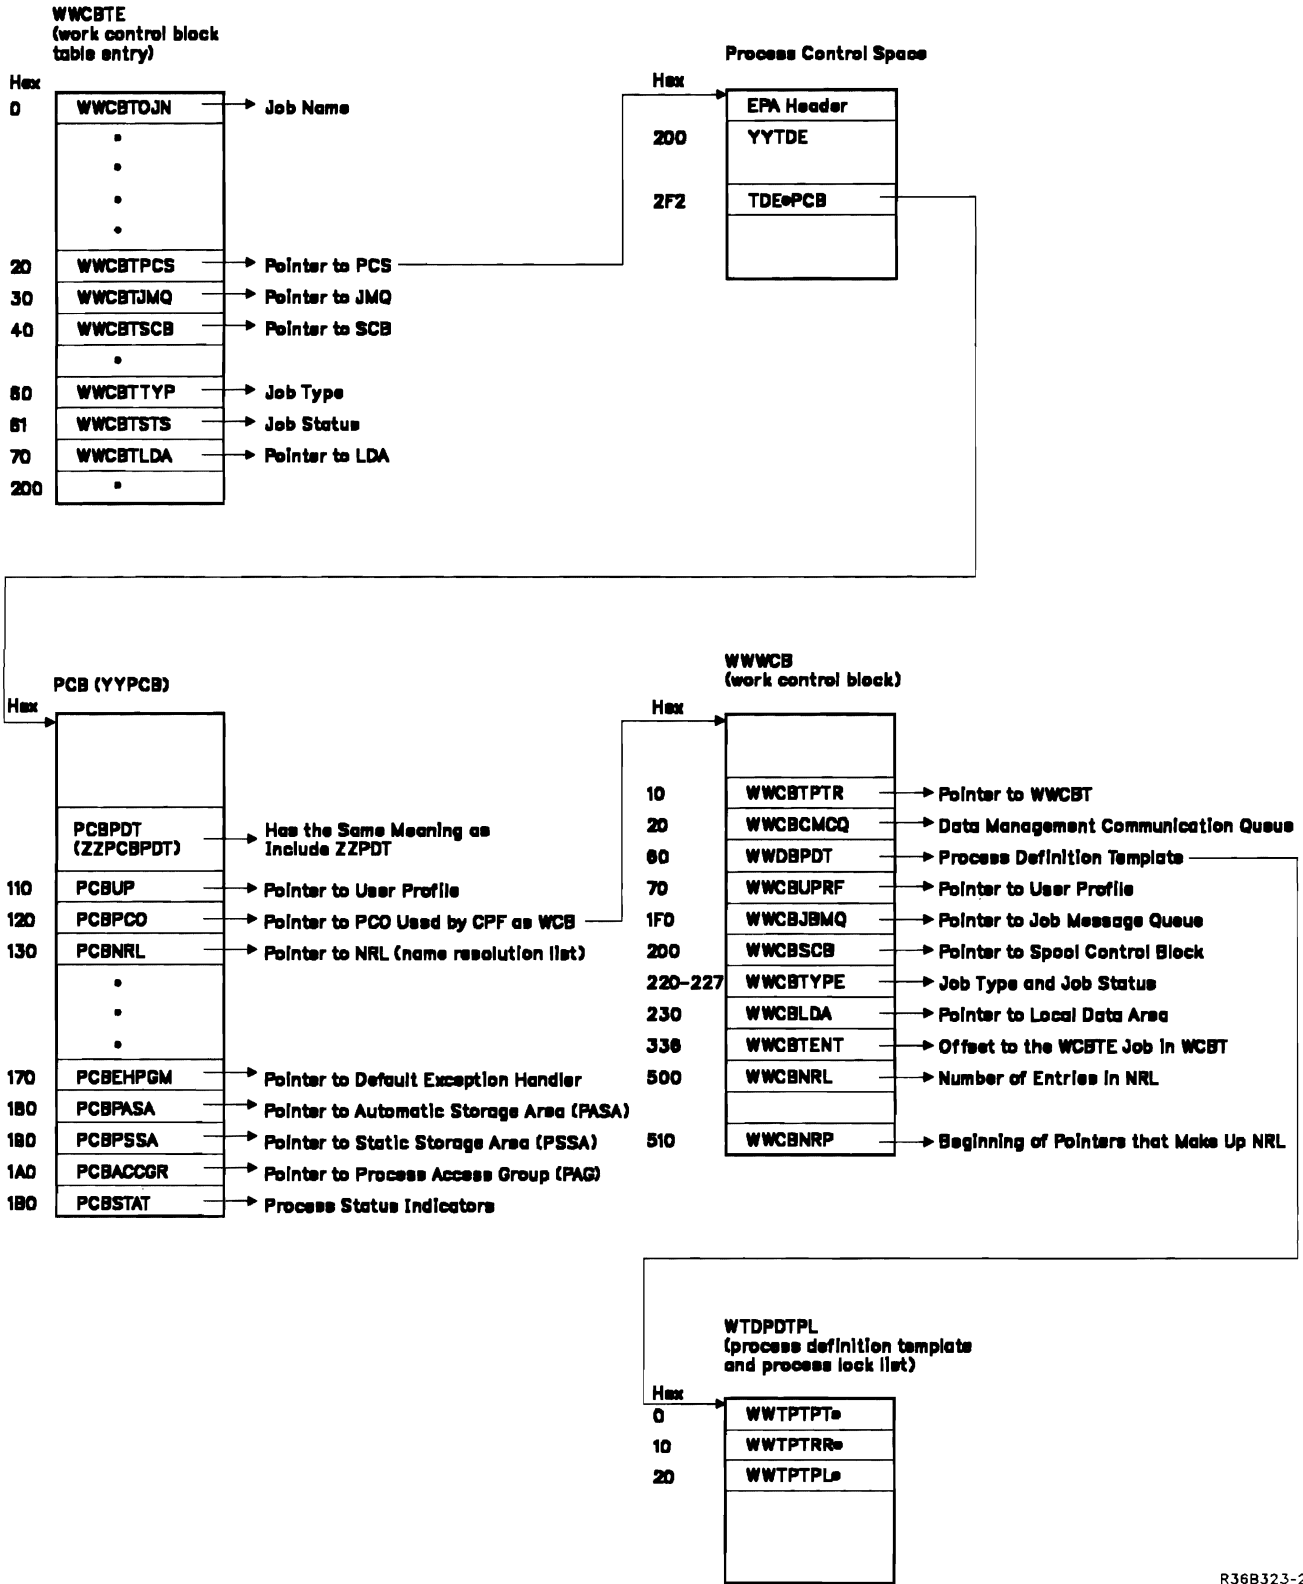 WWCBTE
(work control block
table entry)
Hex
0 WWCBTOJN Job Name
20 WWCBTPCS Pointer to PCS
30 WWCBTJMQ Pointer to JMQ
40 WWCBTSCB Pointer to SCB
60 WWCBTTYP Job Type
61 WWCBTSTS Job Status
70 WWCBTLDA Pointer to LDA
200
Process Control Space
Hex
EPA Header
200 YYTDE
2F2 TDE@PCB
PCB (YYPCB)
Hex
PCBPDT
(ZZPCBPDT)
Has the Same Meaning as
Include ZZPDT
110 PCBUP Pointer to User Profile
120 PCBPCO Pointer to PCO Used by CPF as WCB
130 PCBNRL Pointer to NRL (name resolution list)
170 PCBEHPGM Pointer to Default Exception Handler
180 PCBPASA Pointer to Automatic Storage Area (PASA)
190 PCBPSSA Pointer to Static Storage Area (PSSA)
1A0 PCBACCGR Pointer to Process Access Group (PAG)
1B0 PCBSTAT Process Status Indicators
WWWCB
(work control block)
Hex
10 WWCBTPTR Pointer to WWCBT
20 WWCBCMCQ Data Management Communication Queue
60 WWDBPDT Process Definition Template
70 WWCBUPRF Pointer to User Profile
1F0 WWCBJBMQ Pointer to Job Message Queue
200 WWCBSCB Pointer to Spool Control Block
220-227 WWCBTYPE Job Type and Job Status
230 WWCBLDA Pointer to Local Data Area
336 WWCBTENT Offset to the WCBTE Job in WCBT
500 WWCBNRL Number of Entries in NRL
510 WWCBNRP Beginning of Pointers that Make Up NRL
WTDPDTPL
(process definition template
and process lock list)
Hex
0 WWTPTPT@
10 WWTPTRR@
20 WWTPTPL@
R36B323-2